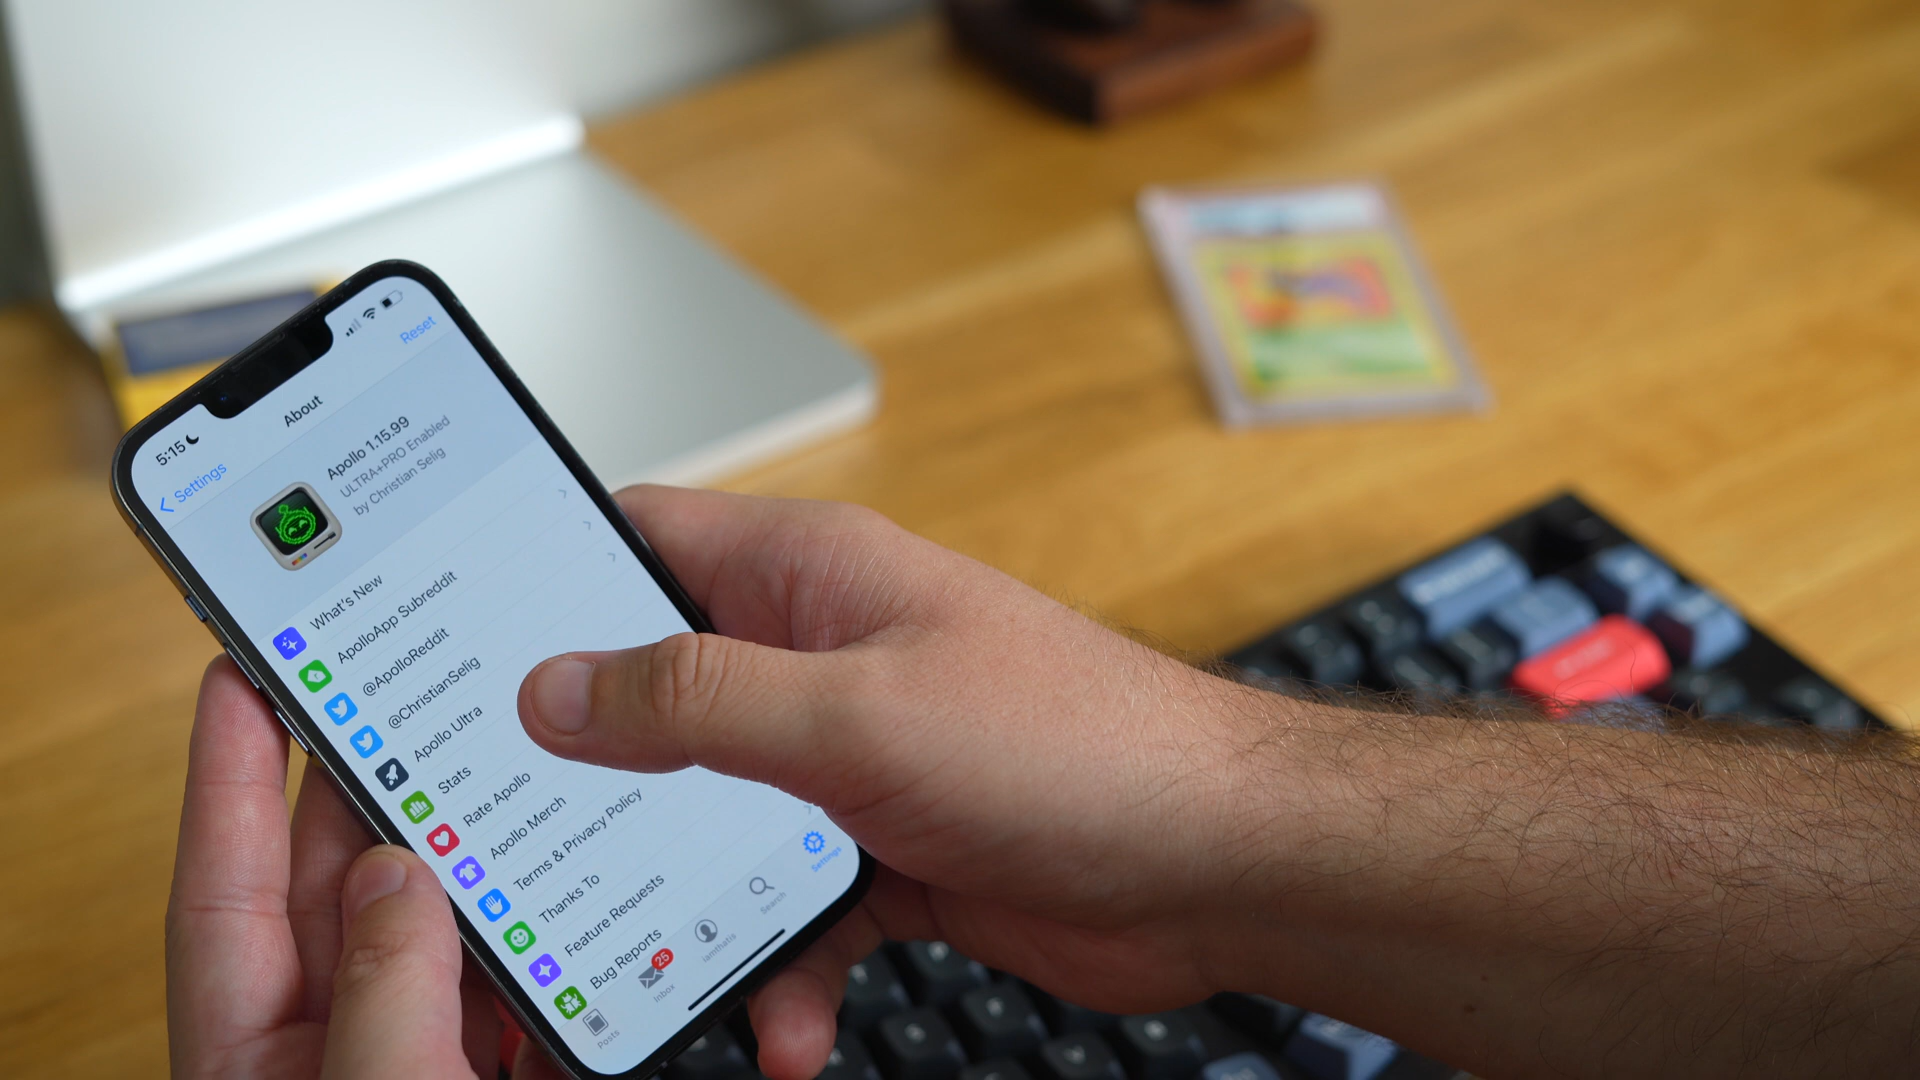 5:15
Settings
About
Reset
Apollo 1.15.99
ULTRA+PRO Enabled
by Christian Selig
What's New
ApolloApp Subreddit
@ApolloReddit
@ChristianSelig
Apollo Ultra
Stats
Rate Apollo
Apollo Merch
Terms & Privacy Policy
Thanks To
Feature Requests
Bug Reports
Posts
25
Inbox
iamthatis
Search
Settings